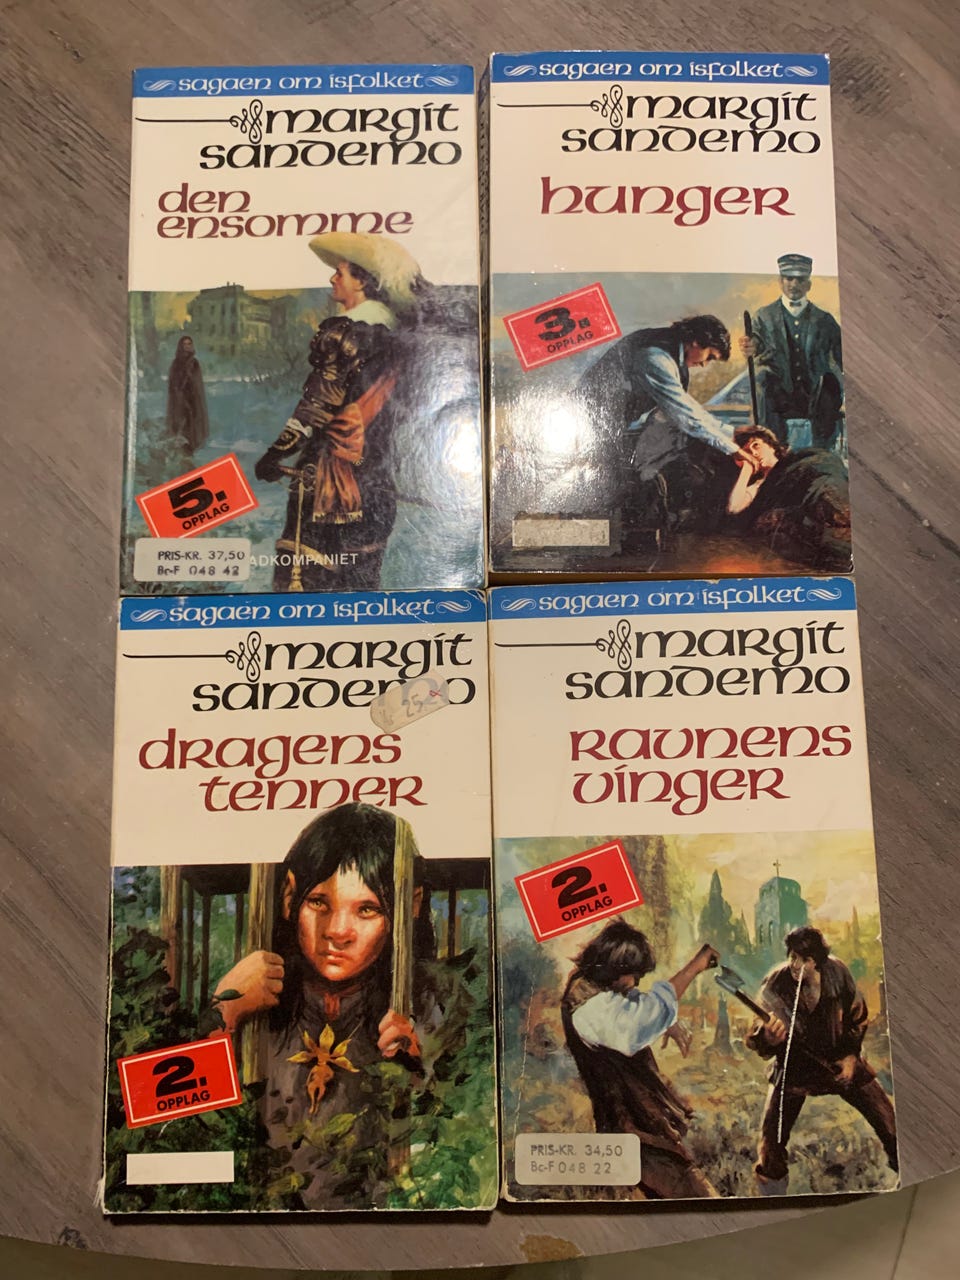 sagaen om isfolket
margit
sandemo
den
ensomme
5.
OPPLAG
PRIS-KR. 37,50
Bc-F 048 42
ADKOMPANIET
sagaen om isfolket
margit
sandemo
hunger
3.
OPPLAG
sagaen om isfolket
margit
sandemo
25,-
dragens
tenner
2.
OPPLAG
sagaen om isfolket
margit
sandemo
ravnens
vinger
2.
OPPLAG
PRIS-KR. 34,50
Bc-F 048 22